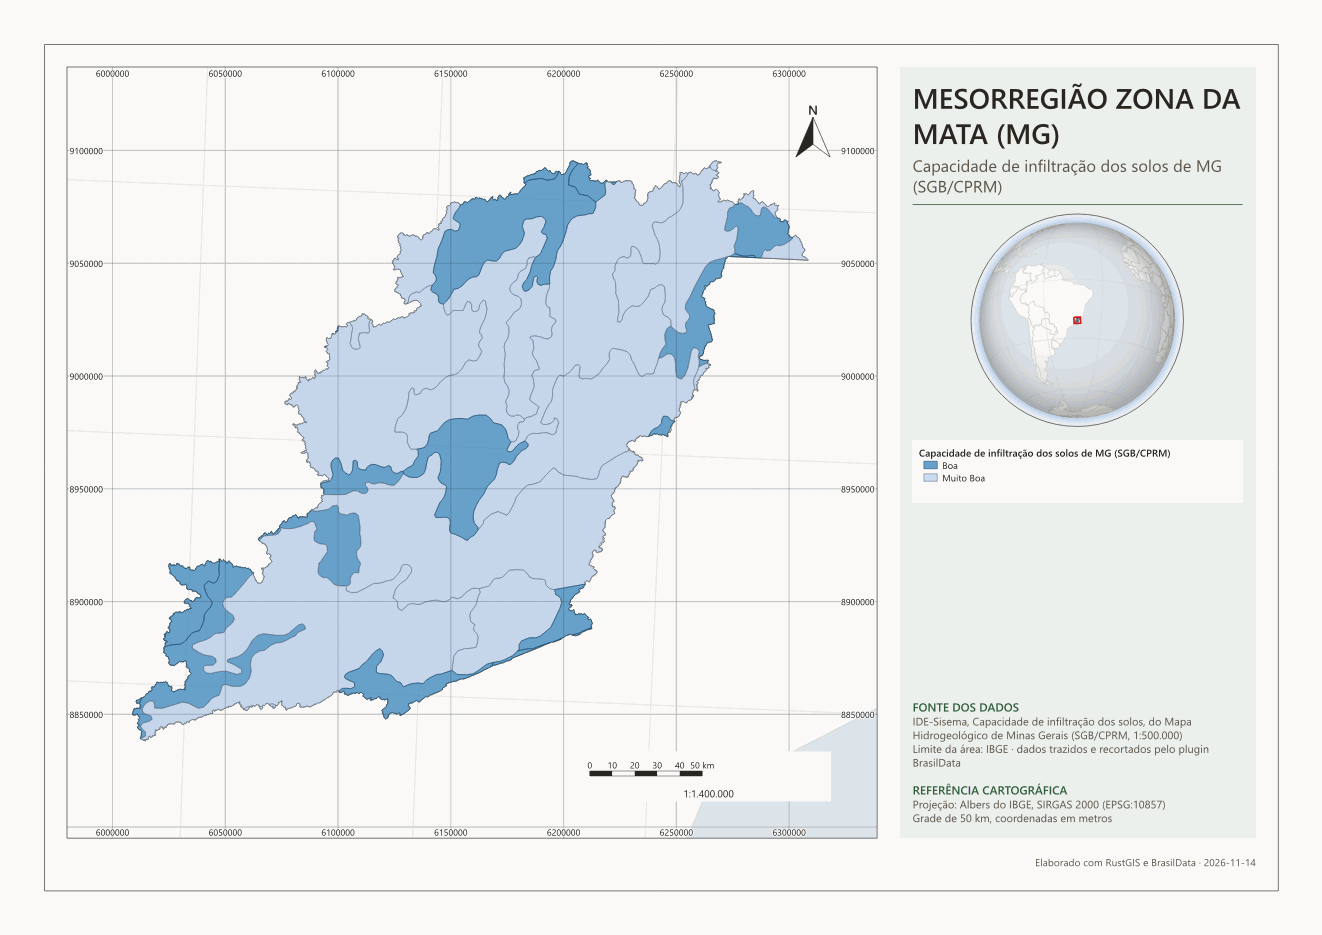 6000000 6050000 6100000 6150000 6200000 6250000 6300000
N
9100000 9100000
9050000 9050000
9000000 9000000
8950000 8950000
8900000 8900000
8850000 8850000
0 10 20 30 40 50 km
1:1.400.000
6000000 6050000 6100000 6150000 6200000 6250000 6300000
MESORREGIÃO ZONA DA
MATA (MG)
Capacidade de infiltração dos solos de MG
(SGB/CPRM)
Capacidade de infiltração dos solos de MG (SGB/CPRM)
Boa
Muito Boa
FONTE DOS DADOS
IDE-Sisema, Capacidade de infiltração dos solos, do Mapa
Hidrogeológico de Minas Gerais (SGB/CPRM, 1:500.000)
Limite da área: IBGE · dados trazidos e recortados pelo plugin
BrasilData
REFERÊNCIA CARTOGRÁFICA
Projeção: Albers do IBGE, SIRGAS 2000 (EPSG:10857)
Grade de 50 km, coordenadas em metros
Elaborado com RustGIS e BrasilData · 2026-11-14